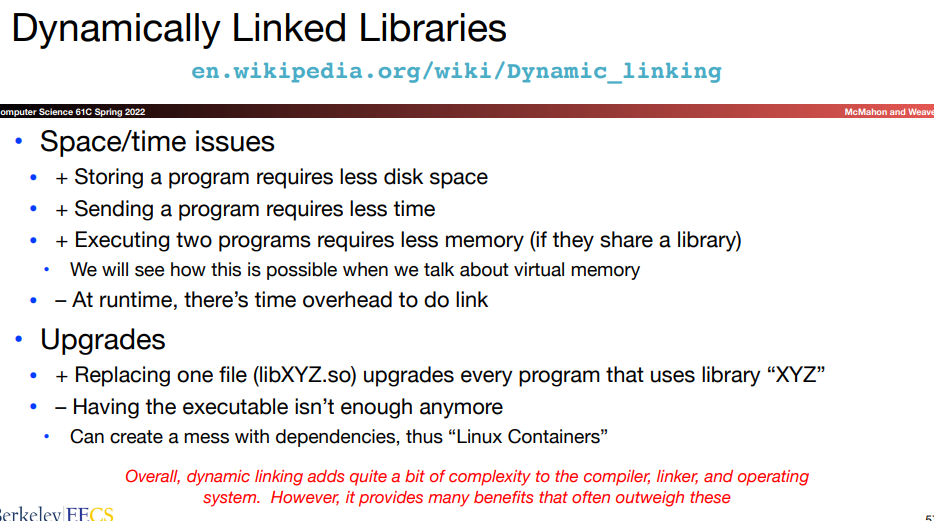 Dynamically Linked Libraries
en.wikipedia.org/wiki/Dynamic_linking
omputer Science 61C Spring 2022
McMahon and Weave
• Space/time issues
• + Storing a program requires less disk space
• + Sending a program requires less time
• + Executing two programs requires less memory (if they share a library)
• We will see how this is possible when we talk about virtual memory
• – At runtime, there’s time overhead to do link
• Upgrades
• + Replacing one file (libXYZ.so) upgrades every program that uses library “XYZ”
• – Having the executable isn’t enough anymore
• Can create a mess with dependencies, thus “Linux Containers”
Overall, dynamic linking adds quite a bit of complexity to the compiler, linker, and operating
system.  However, it provides many benefits that often outweigh these
Berkeley|EECS